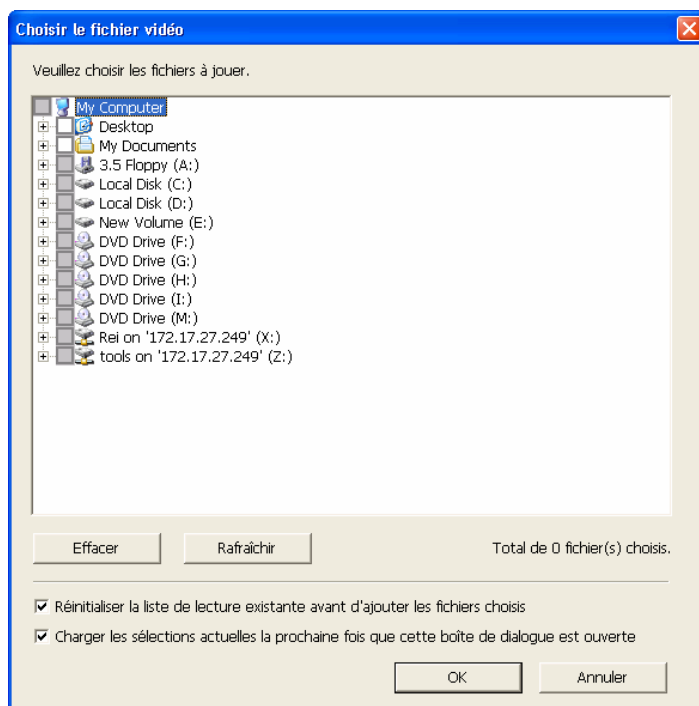 Choisir le fichier vidéo
Veuillez choisir les fichiers à jouer.
My Computer
Desktop
My Documents
3.5 Floppy (A:)
Local Disk (C:)
Local Disk (D:)
New Volume (E:)
DVD Drive (F:)
DVD Drive (G:)
DVD Drive (H:)
DVD Drive (I:)
DVD Drive (M:)
Rei on '172.17.27.249' (X:)
tools on '172.17.27.249' (Z:)
Effacer Rafraîchir Total de 0 fichier(s) choisis.
Réinitialiser la liste de lecture existante avant d'ajouter les fichiers choisis
Charger les sélections actuelles la prochaine fois que cette boîte de dialogue est ouverte
OK Annuler